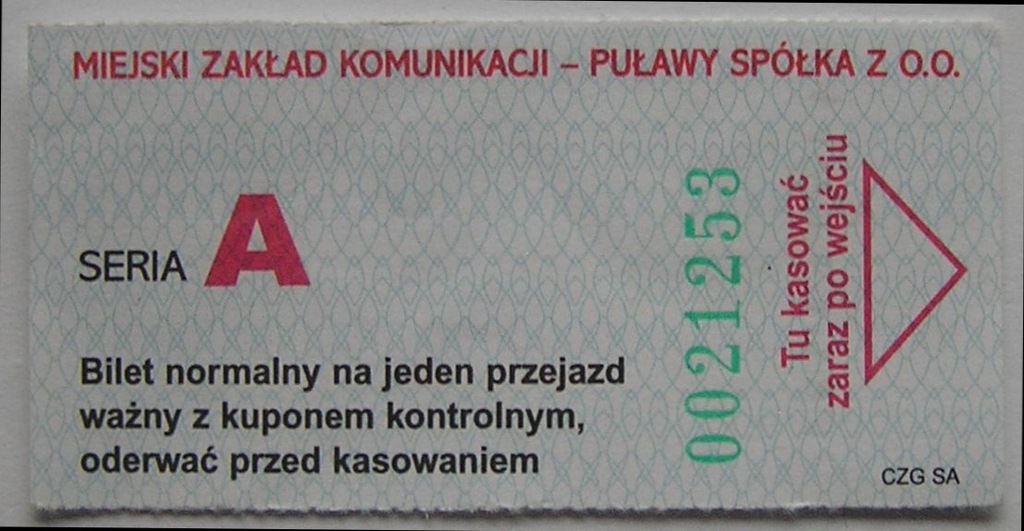 MIEJSKI ZAKŁAD KOMUNIKACJI – PUŁAWY SPÓŁKA Z O.O.
SERIA A
Bilet normalny na jeden przejazd
ważny z kuponem kontrolnym,
oderwać przed kasowaniem
0021253
Tu kasować
zaraz po wejściu
CZG SA